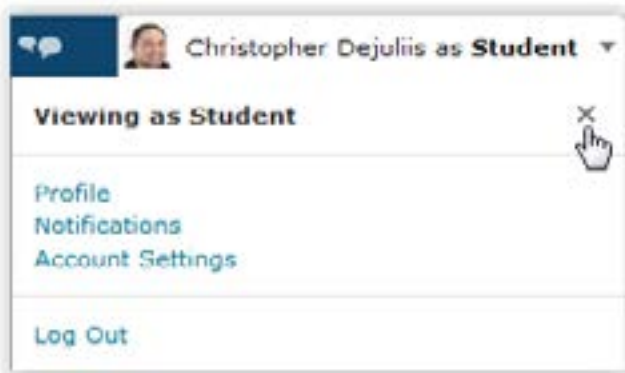 Christopher Dejuliis as Student
Viewing as Student
Profile
Notifications
Account Settings
Log Out